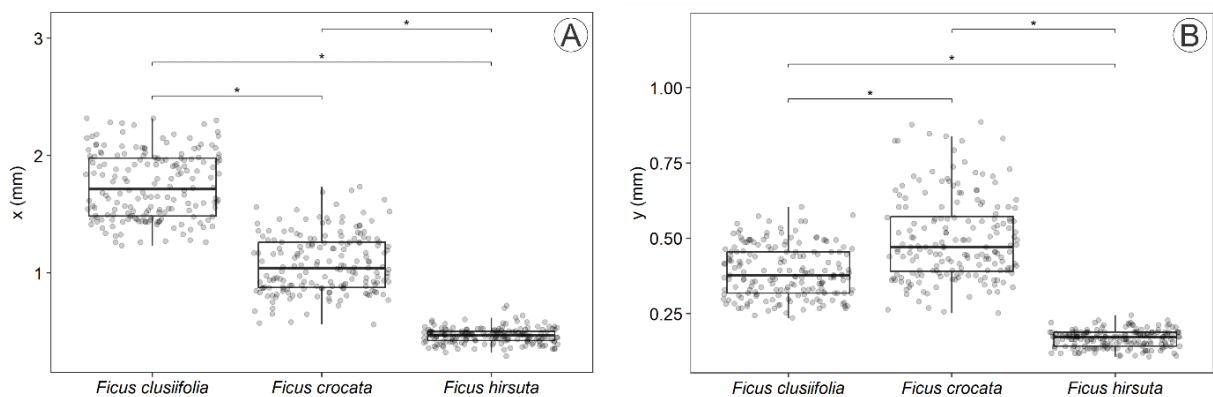 A
3
2
1
x (mm)
*
*
*
Ficus clusiifolia
Ficus crocata
Ficus hirsuta
B
1.00
0.75
0.50
0.25
y (mm)
*
*
*
Ficus clusiifolia
Ficus crocata
Ficus hirsuta